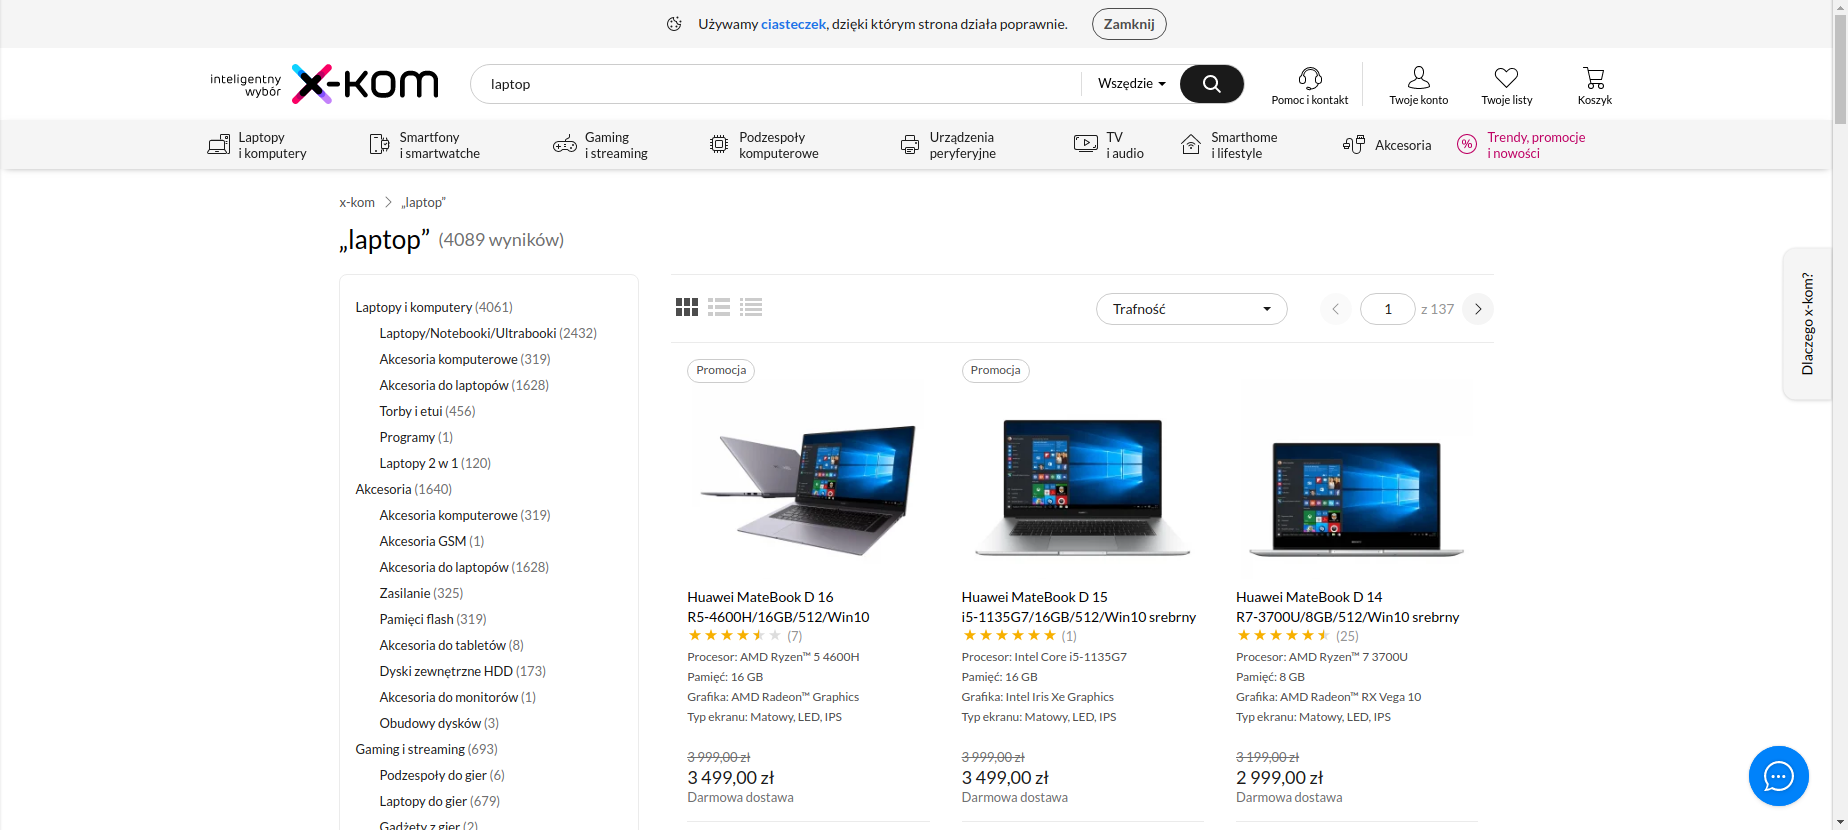 Używamy ciasteczek, dzięki którym strona działa poprawnie.
Zamknij
inteligentny
wybór
x-kom
laptop
Wszędzie
Pomoc i kontakt
Twoje konto
Twoje listy
Koszyk
Laptopy
i komputery
Smartfony
i smartwatche
Gaming
i streaming
Podzespoły
komputerowe
Urządzenia
peryferyjne
TV
i audio
Smarthome
i lifestyle
Akcesoria
%
Trendy, promocje
i nowości
x-kom
„laptop”
„laptop” (4089 wyników)
Laptopy i komputery (4061)
Laptopy/Notebooki/Ultrabooki (2432)
Akcesoria komputerowe (319)
Akcesoria do laptopów (1628)
Torby i etui (456)
Programy (1)
Laptopy 2 w 1 (120)
Akcesoria (1640)
Akcesoria komputerowe (319)
Akcesoria GSM (1)
Akcesoria do laptopów (1628)
Zasilanie (325)
Pamięci flash (319)
Akcesoria do tabletów (8)
Dyski zewnętrzne HDD (173)
Akcesoria do monitorów (1)
Obudowy dysków (3)
Gaming i streaming (693)
Podzespoły do gier (6)
Laptopy do gier (679)
Gadżety z gier (2)
Trafność
1
z 137
Promocja
Huawei MateBook D 16
R5-4600H/16GB/512/Win10
(7)
Procesor: AMD Ryzen™ 5 4600H
Pamięć: 16 GB
Grafika: AMD Radeon™ Graphics
Typ ekranu: Matowy, LED, IPS
3 999,00 zł
3 499,00 zł
Darmowa dostawa
Promocja
Huawei MateBook D 15
i5-1135G7/16GB/512/Win10 srebrny
(1)
Procesor: Intel Core i5-1135G7
Pamięć: 16 GB
Grafika: Intel Iris Xe Graphics
Typ ekranu: Matowy, LED, IPS
3 999,00 zł
3 499,00 zł
Darmowa dostawa
Huawei MateBook D 14
R7-3700U/8GB/512/Win10 srebrny
(25)
Procesor: AMD Ryzen™ 7 3700U
Pamięć: 8 GB
Grafika: AMD Radeon™ RX Vega 10
Typ ekranu: Matowy, LED, IPS
3 199,00 zł
2 999,00 zł
Darmowa dostawa
Dlaczego x-kom?